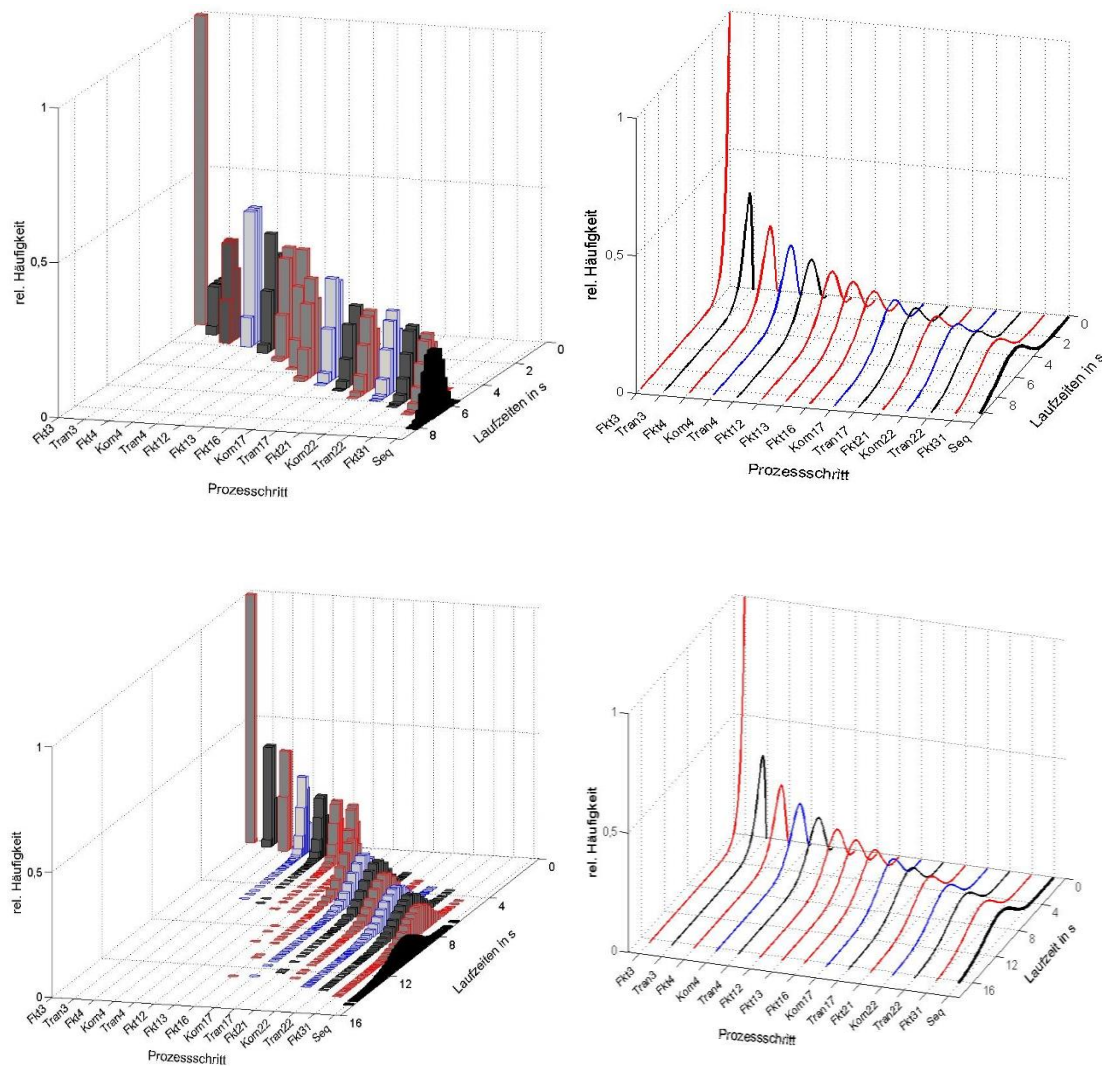 1
0,5
0
rel. Häufigkeit
0
2
4
6
8
Laufzeiten in s
Fkt3
Tran3
Fkt4
Kom4
Tran4
Fkt12
Fkt13
Fkt16
Kom17
Tran17
Fkt21
Kom22
Tran22
Fkt31
Seq
Prozesschritt
1
0,5
0
rel. Häufigkeit
0
2
4
6
8
Laufzeiten in s
Fkt3
Tran3
Fkt4
Kom4
Tran4
Fkt12
Fkt13
Fkt16
Kom17
Tran17
Fkt21
Kom22
Tran22
Fkt31
Seq
Prozessschritt
1
0,5
0
rel. Häufigkeit
0
4
8
12
16
Laufzeiten in s
Fkt3
Tran3
Fkt4
Kom4
Tran4
Fkt12
Fkt13
Fkt16
Kom17
Tran17
Fkt21
Kom22
Tran22
Fkt31
Seq
Prozessschritt
1
0,5
0
rel. Häufigkeit
0
4
8
12
16
Laufzeit in s
Fkt3
Tran3
Fkt4
Kom4
Tran4
Fkt12
Fkt13
Fkt16
Kom17
Tran17
Fkt21
Kom22
Tran22
Fkt31
Seq
Prozessschritt